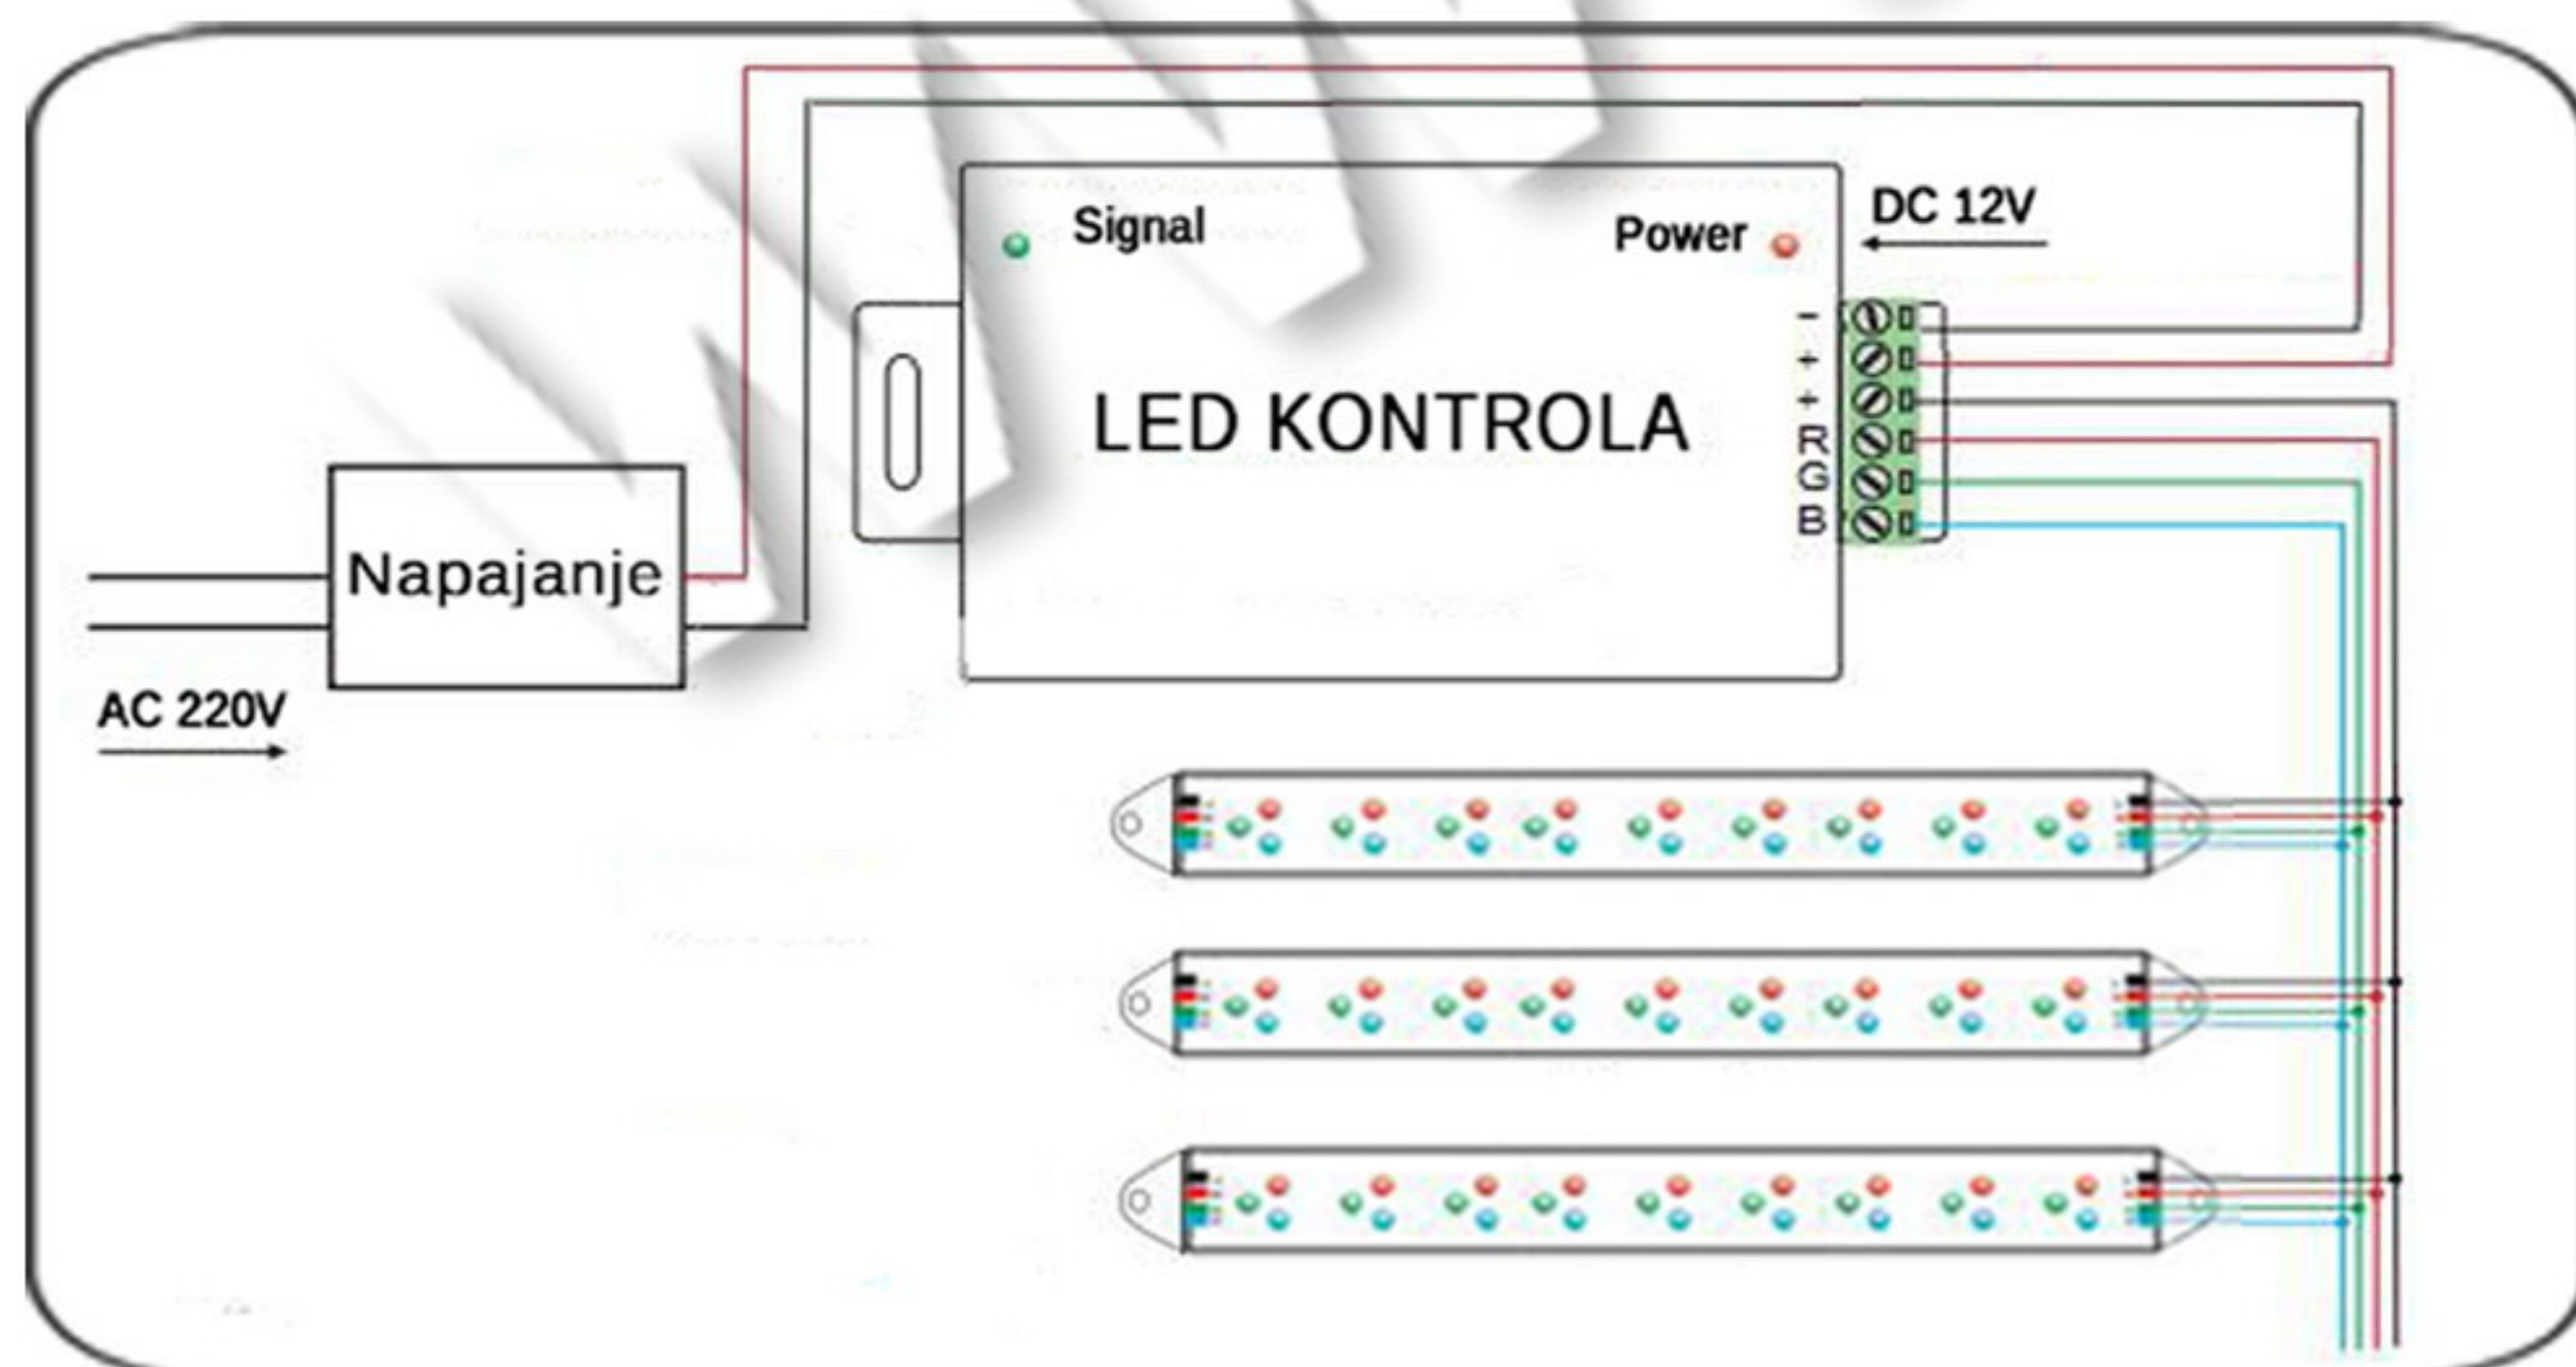 Signal
Power
DC 12V
LED KONTROLA
-
+
+
R
G
B
Napajanje
AC 220V